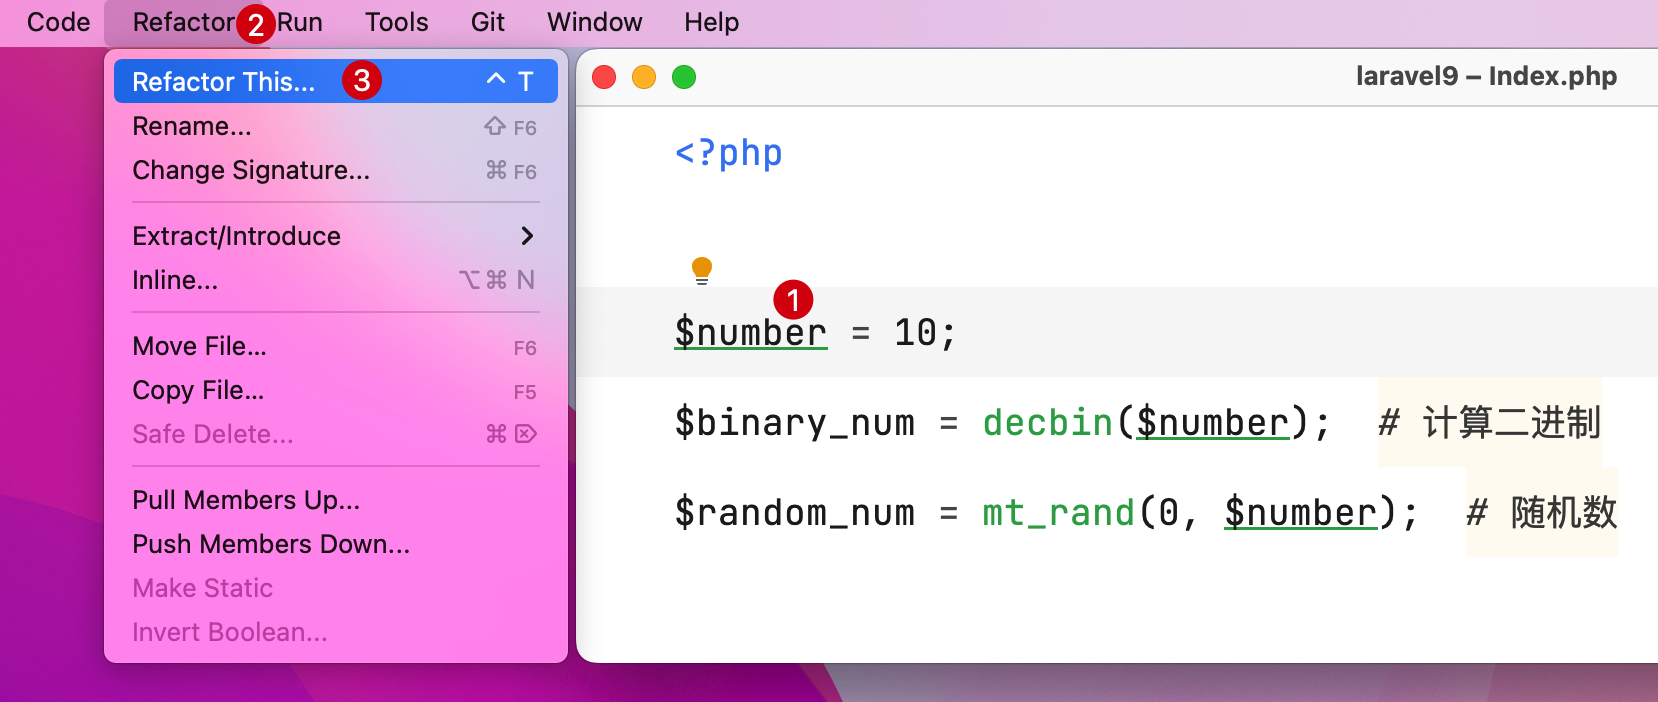 Code Refactor 2 Run Tools Git Window Help
Refactor This... 3 ^ T
Rename... ⇧ F6
Change Signature... ⌘ F6
Extract/Introduce >
Inline... ⌥⌘ N
Move File... F6
Copy File... F5
Safe Delete... ⌘⌦
Pull Members Up...
Push Members Down...
Make Static
Invert Boolean...
laravel9 – Index.php
<?php
1
$number = 10;
$binary_num = decbin($number); # 计算二进制
$random_num = mt_rand(0, $number); # 随机数